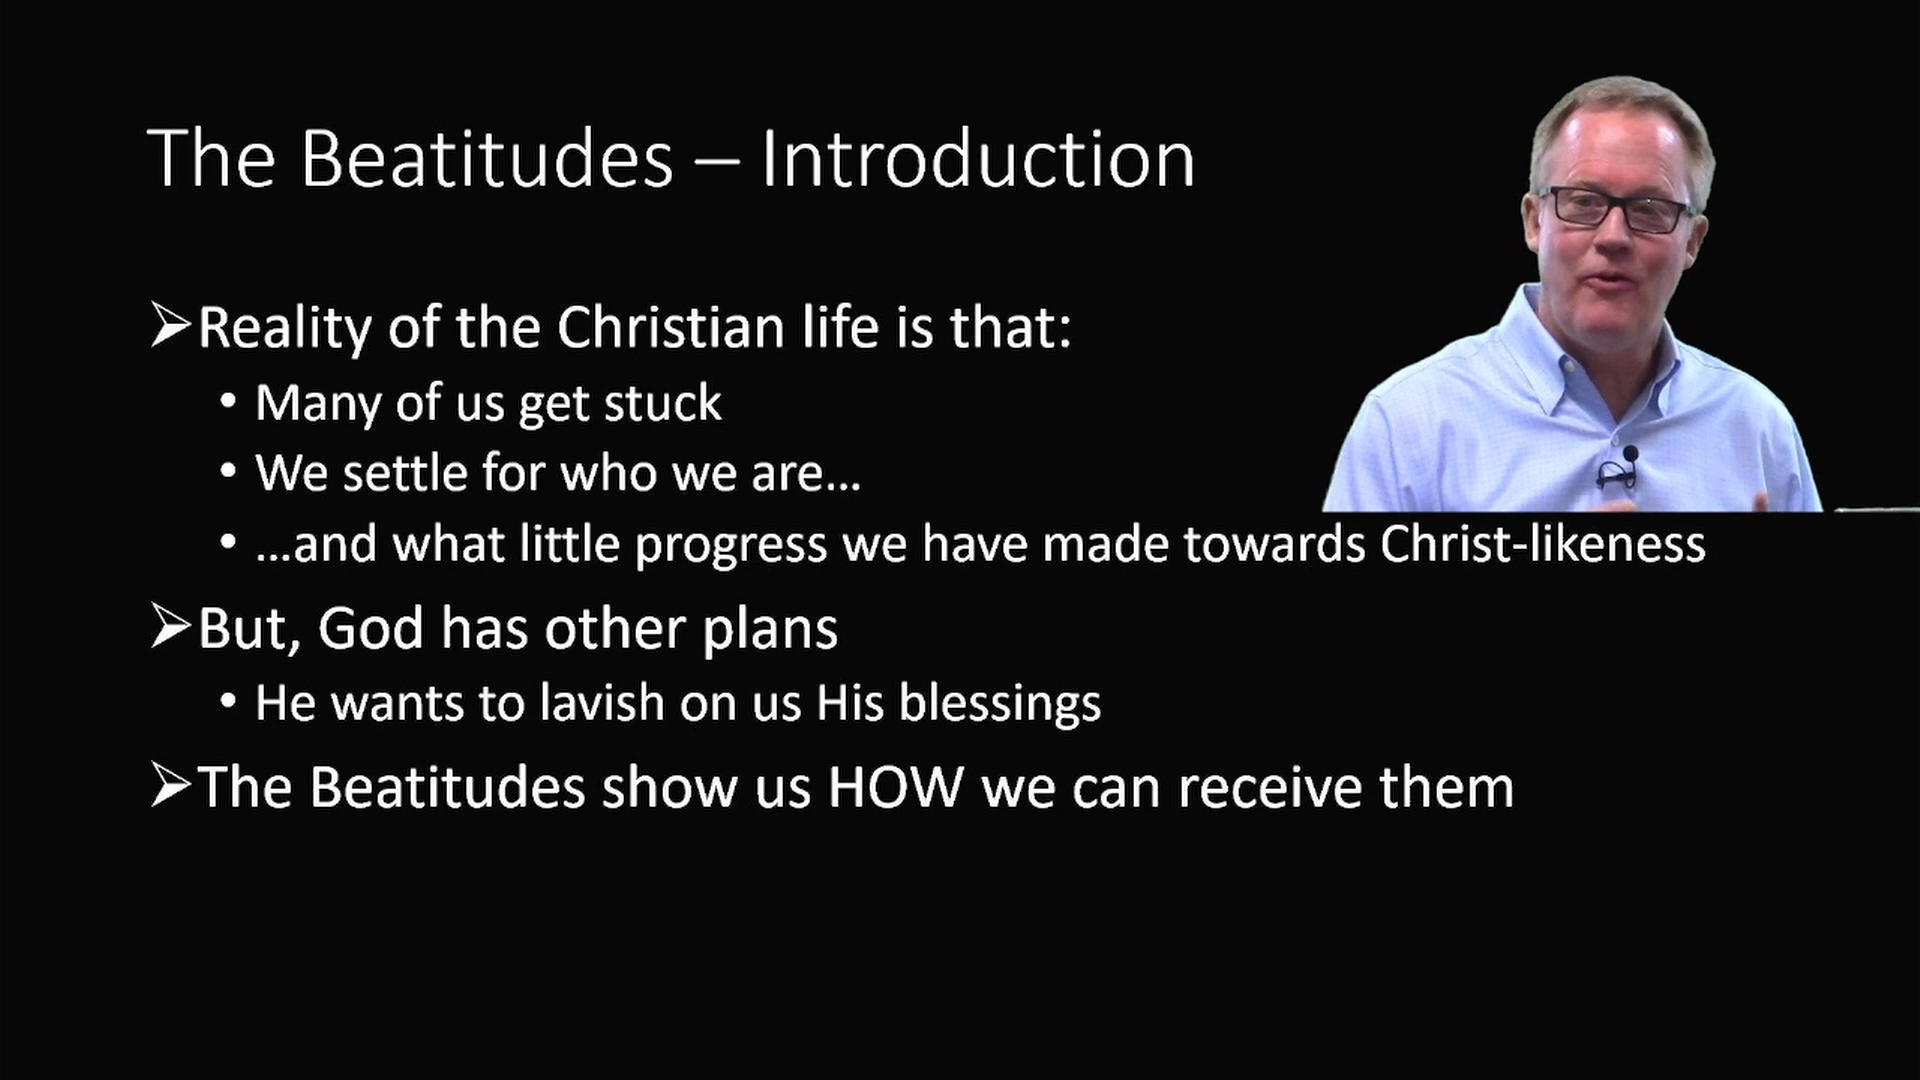 The Beatitudes – Introduction
➢Reality of the Christian life is that:
• Many of us get stuck
• We settle for who we are…
• …and what little progress we have made towards Christ-likeness
➢But, God has other plans
• He wants to lavish on us His blessings
➢The Beatitudes show us HOW we can receive them